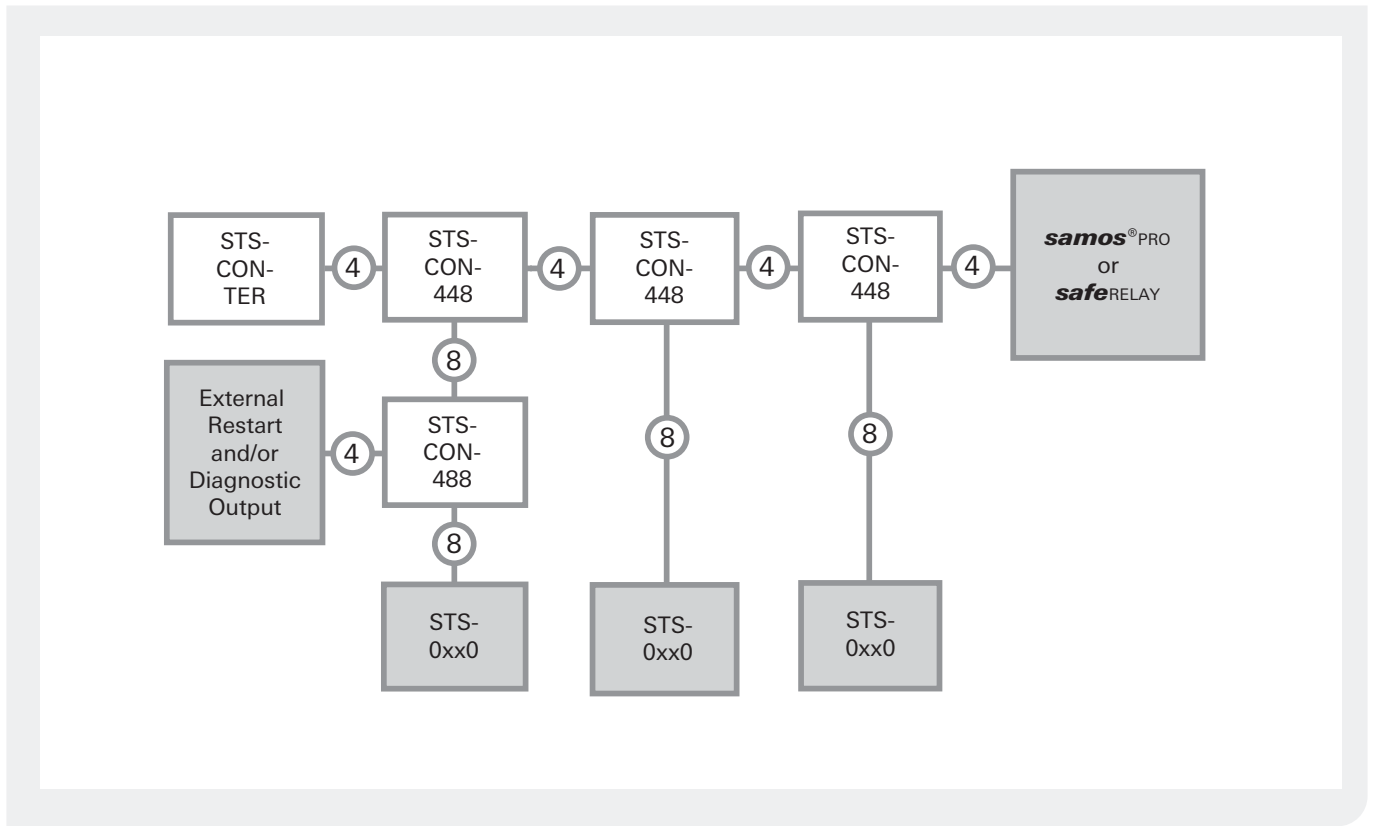 STS-
CON-
TER
4
STS-
CON-
448
4
STS-
CON-
448
4
STS-
CON-
448
4
samos®PRO
or
safeRELAY
8
External
Restart
and/or
Diagnostic
Output
4
STS-
CON-
488
8
8
8
STS-
0xx0
STS-
0xx0
STS-
0xx0